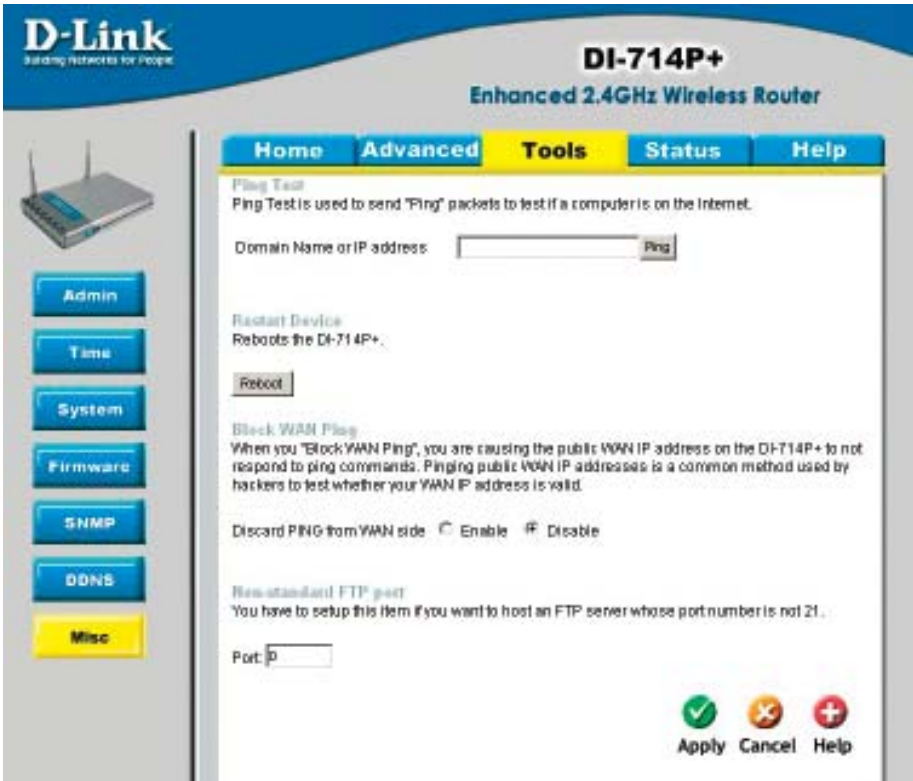 D-Link
Building Networks for People
DI-714P+
Enhanced 2.4GHz Wireless Router
Home
Advanced
Tools
Status
Help
Admin
Time
System
Firmware
SNMP
DDNS
Misc
Ping Test
Ping Test is used to send "Ping" packets to test if a computer is on the Internet.
Domain Name or IP address
Ping
Restart Device
Reboots the DI-714P+.
Reboot
Block WAN Ping
When you "Block WAN Ping", you are causing the public WAN IP address on the DI-714P+ to not
respond to ping commands. Pinging public WAN IP addresses is a common method used by
hackers to test whether your WAN IP address is valid.
Discard PING from WAN side Enable Disable
Non-standard FTP port
You have to setup this item if you want to host an FTP server whose port number is not 21.
Port: 0
Apply Cancel Help